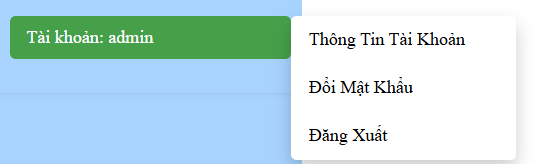 Tài khoản: admin
Thông Tin Tài Khoản
Đổi Mật Khẩu
Đăng Xuất